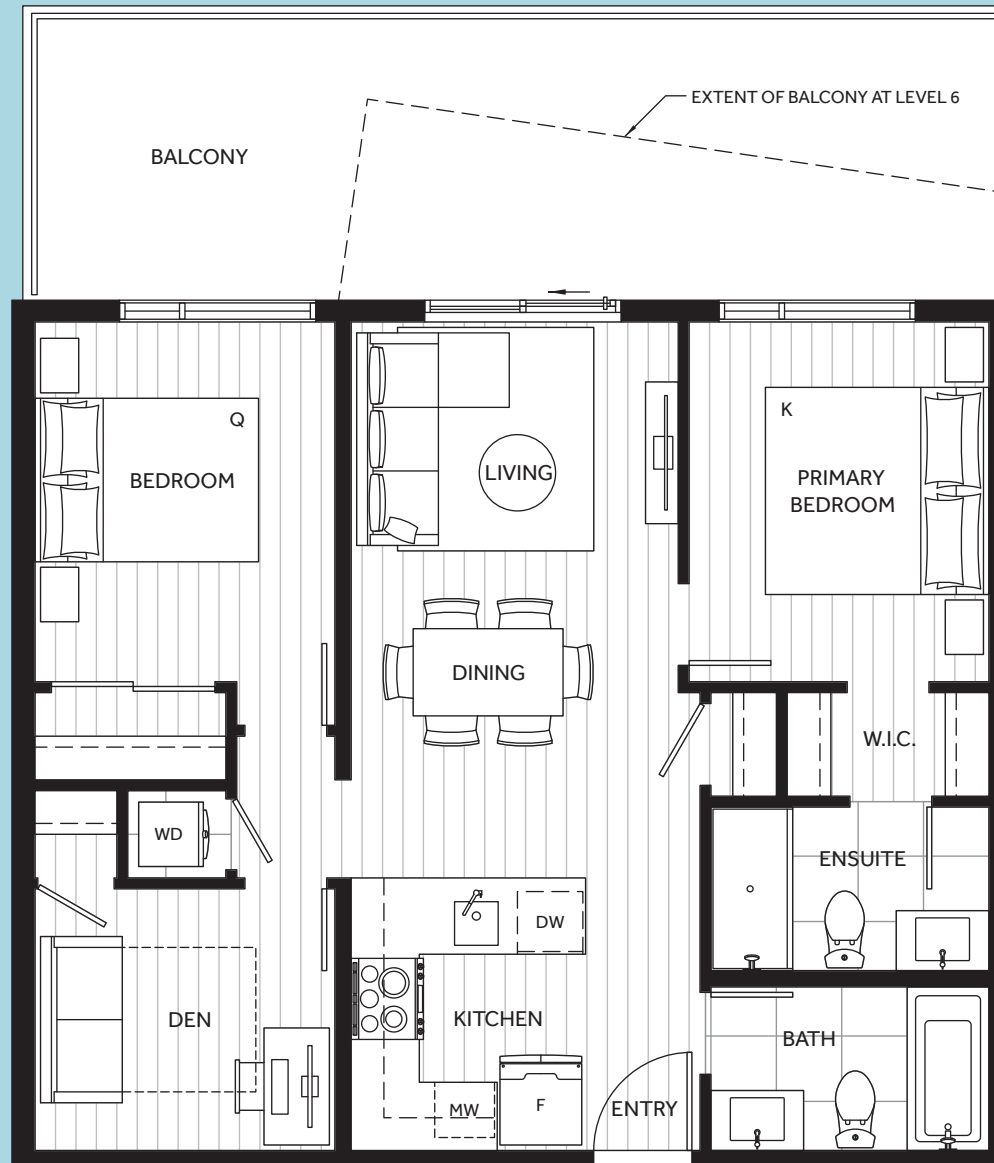 EXTENT OF BALCONY AT LEVEL 6
BALCONY
Q
BEDROOM
LIVING
K
PRIMARY
BEDROOM
DINING
W.I.C.
WD
ENSUITE
DW
DEN
KITCHEN
BATH
MW
F
ENTRY